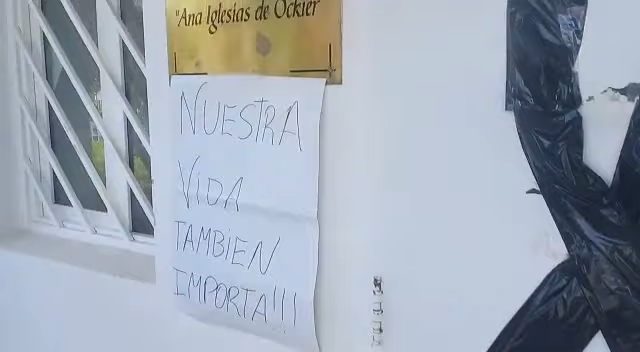 "Ana Iglesias de Ockier
NUESTRA
VIDA
TAMBIEN
IMPORTA!!!